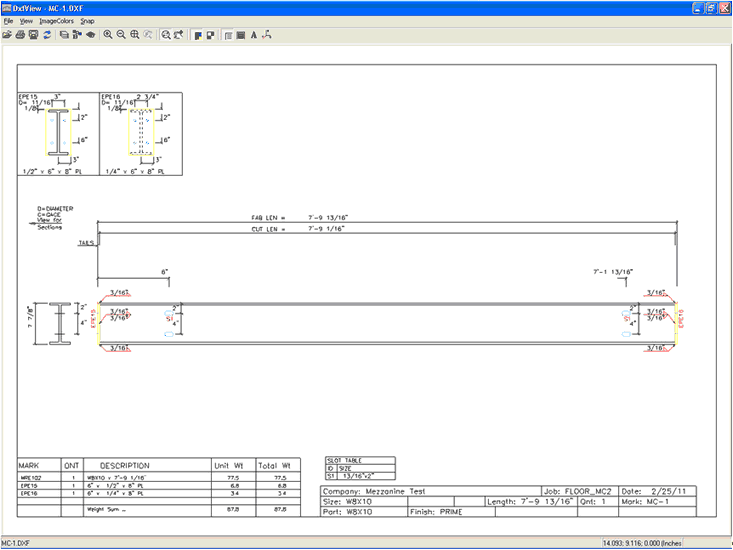 DxfView - MC-1.DXF
File View ImageColors Snap
EPE15 3"
D= 11/16
1/8"
2"
6"
3"
1/2" x 6" x 8" PL
EPE16 2 3/4"
D= 11/16
1/8"
2"
6"
3"
1/4" x 6" x 8" PL
D=DIAMETER
G=GAGE
View for
Sections
FAB LEN = 7'-9 13/16"
CUT LEN = 7'-9 1/16"
TAILS
6" 7'-1 13/16"
3/16" 3/16"
7 7/8" 2" EPE15 3/16" 2" 2" 3/16" EPE16
3/16" S1 S1 3/16"
4" 4" 4"
3/16" 3/16"
MARK QNT DESCRIPTION Unit Wt Total Wt
1 W8X10 x 7'-9 1/16" 77.5 77.5
EPE15 1 6" x 1/2" x 8" PL 6.8 6.8
EPE16 1 6" x 1/4" x 8" PL 3.4 3.4
Weight Sum 87.8 87.8
SLOT TABLE
ID SIZE
S1 13/16"x2"
Company: Mezzanine Test Job: FLOOR_MC2 Date: 2/25/11
Size: W8X10 Length: 7'-9 13/16" Qnt: 1 Mark: MC-1
Part: W8X10 Finish: PRIME
MC-1.DXF 14.093; 9.116; 0.000 (Inches